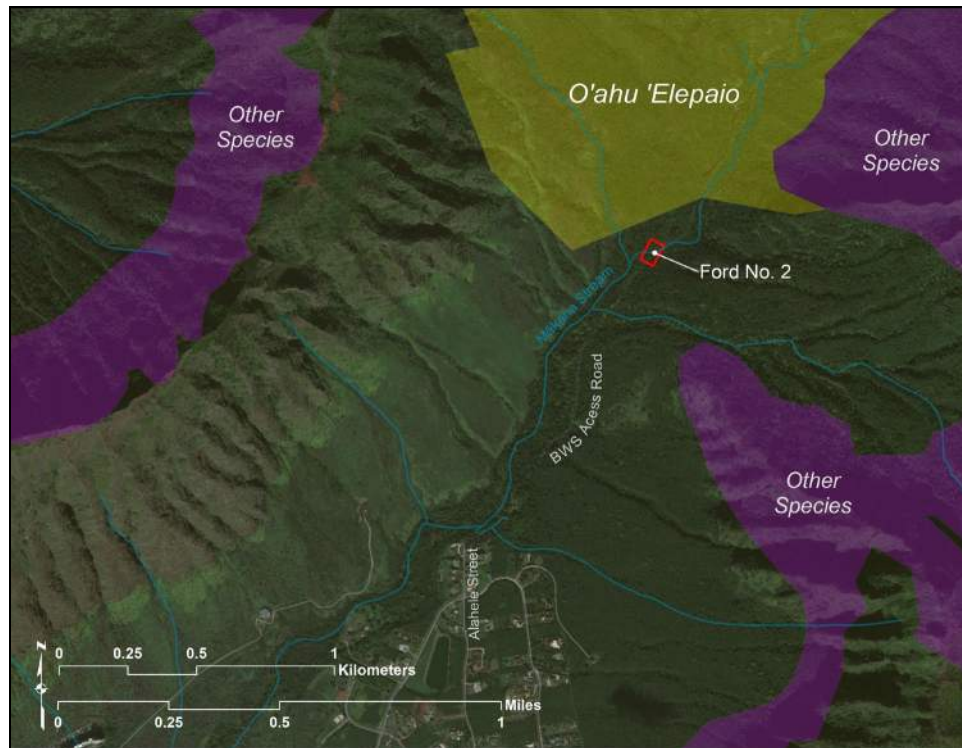 O'ahu 'Elepaio
Other
Species
Other
Species
Ford No. 2
Stream
BWS Acess Road
Other
Species
Alahele Street
N
0 0.25 0.5 1
Kilometers
Miles
0 0.25 0.5 1